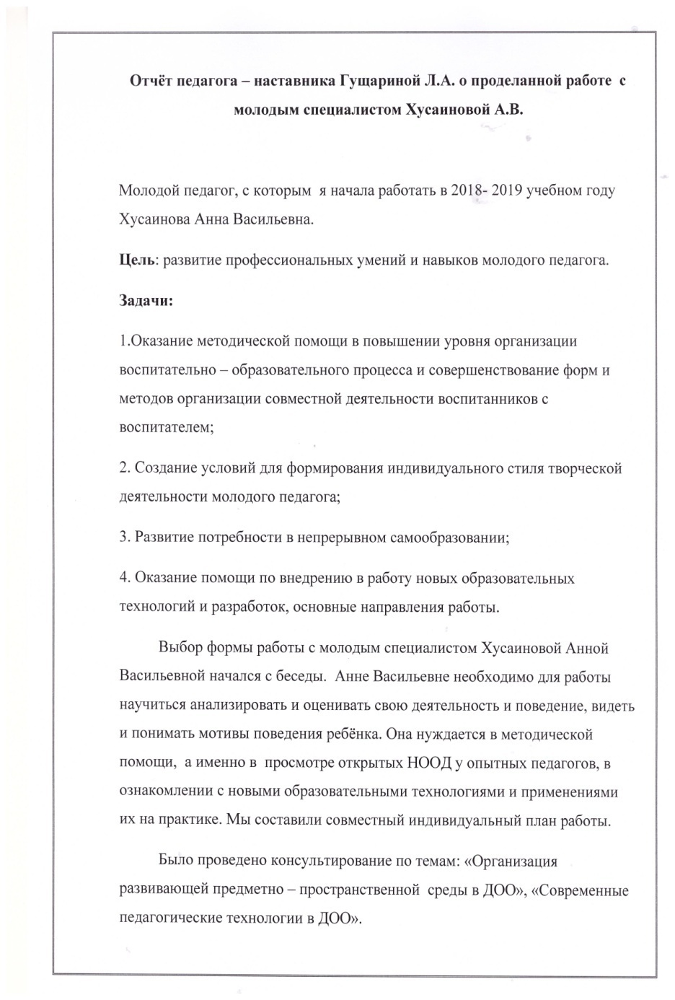 Отчёт педагога – наставника Гущариной Л.А. о проделанной работе  с
молодым специалистом Хусаиновой А.В.
Молодой педагог, с которым  я начала работать в 2018- 2019 учебном году
Хусаинова Анна Васильевна.
Цель: развитие профессиональных умений и навыков молодого педагога.
Задачи:
1.Оказание методической помощи в повышении уровня организации
воспитательно – образовательного процесса и совершенствование форм и
методов организации совместной деятельности воспитанников с
воспитателем;
2. Создание условий для формирования индивидуального стиля творческой
деятельности молодого педагога;
3. Развитие потребности в непрерывном самообразовании;
4. Оказание помощи по внедрению в работу новых образовательных
технологий и разработок, основные направления работы.
Выбор формы работы с молодым специалистом Хусаиновой Анной
Васильевной начался с беседы.  Анне Васильевне необходимо для работы
научиться анализировать и оценивать свою деятельность и поведение, видеть
и понимать мотивы поведения ребёнка. Она нуждается в методической
помощи,  а именно в  просмотре открытых НООД у опытных педагогов, в
ознакомлении с новыми образовательными технологиями и применениями
их на практике. Мы составили совместный индивидуальный план работы.
Было проведено консультирование по темам: «Организация
развивающей предметно – пространственной  среды в ДОО», «Современные
педагогические технологии в ДОО».